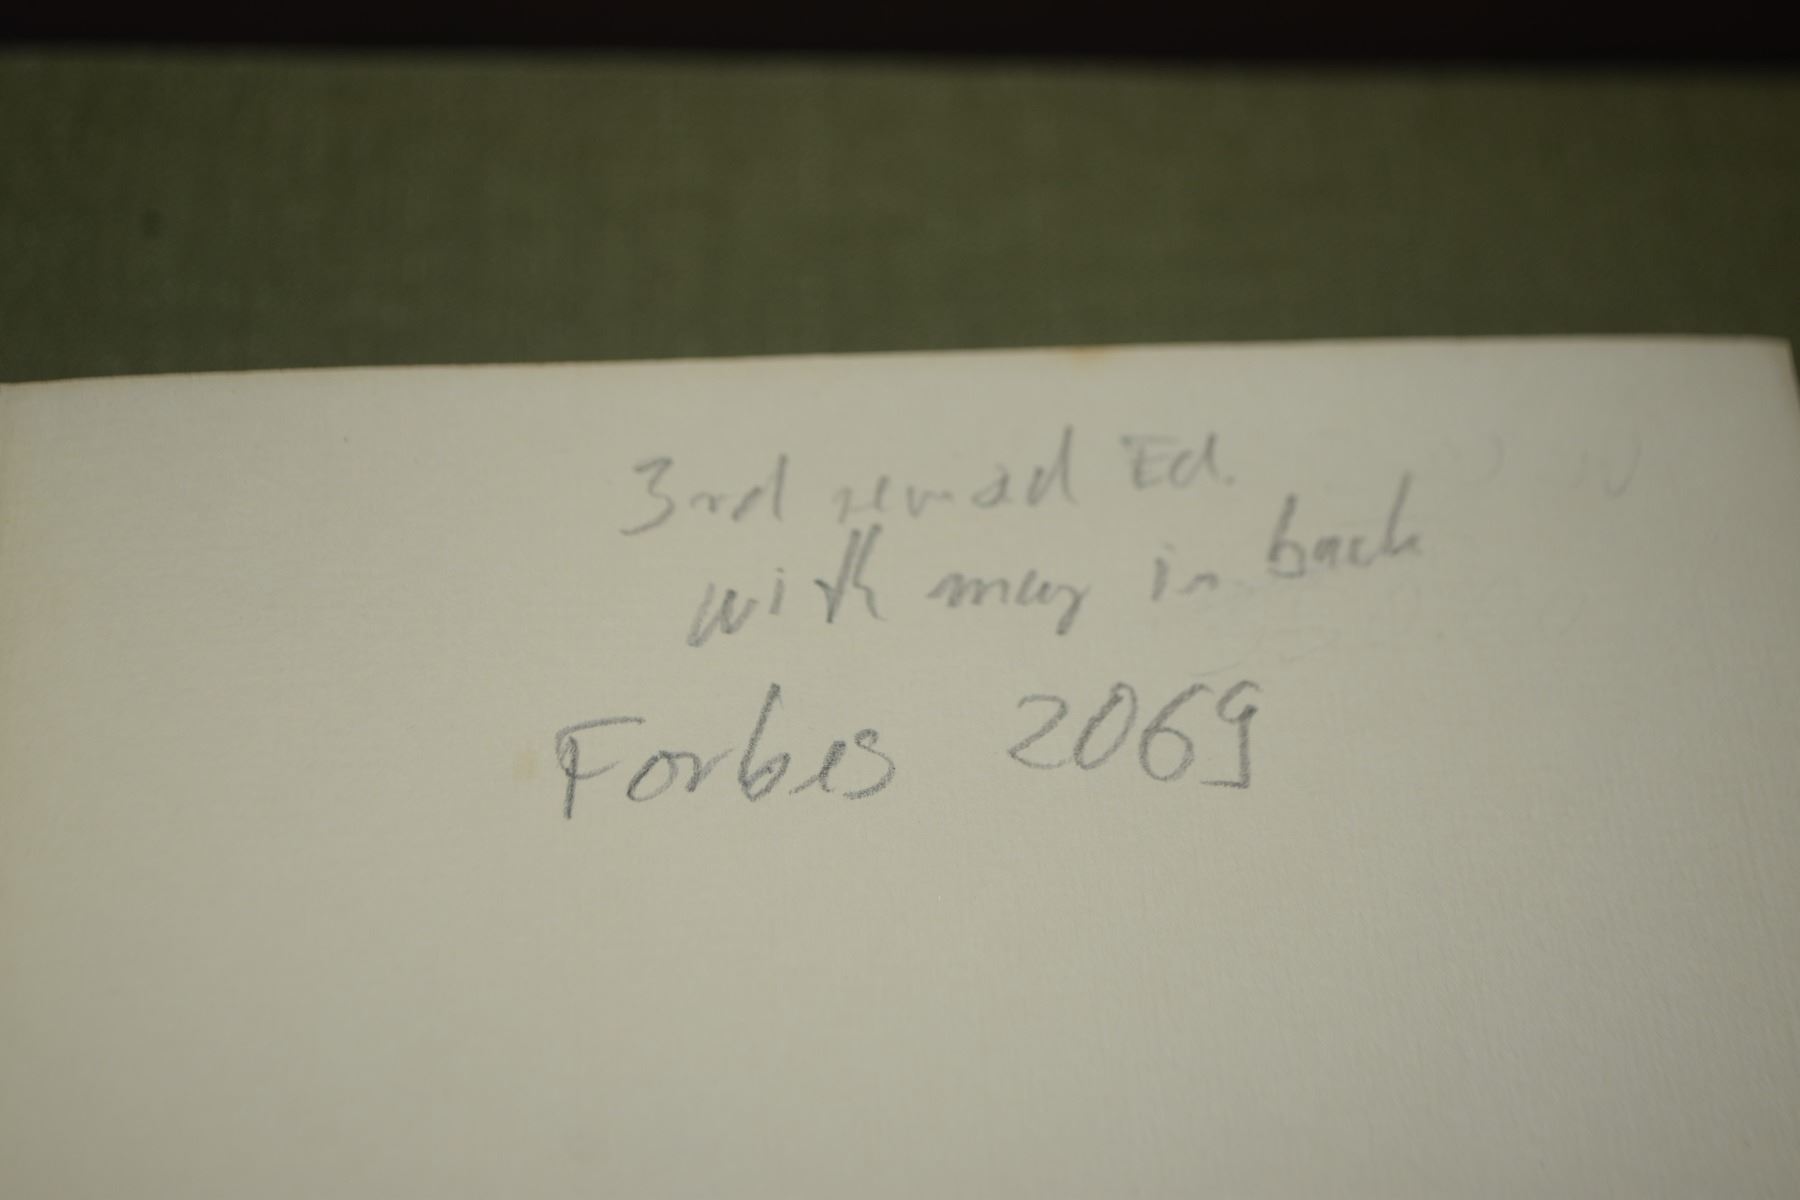 3rd revised Ed.
with map in back
Forbes 2069